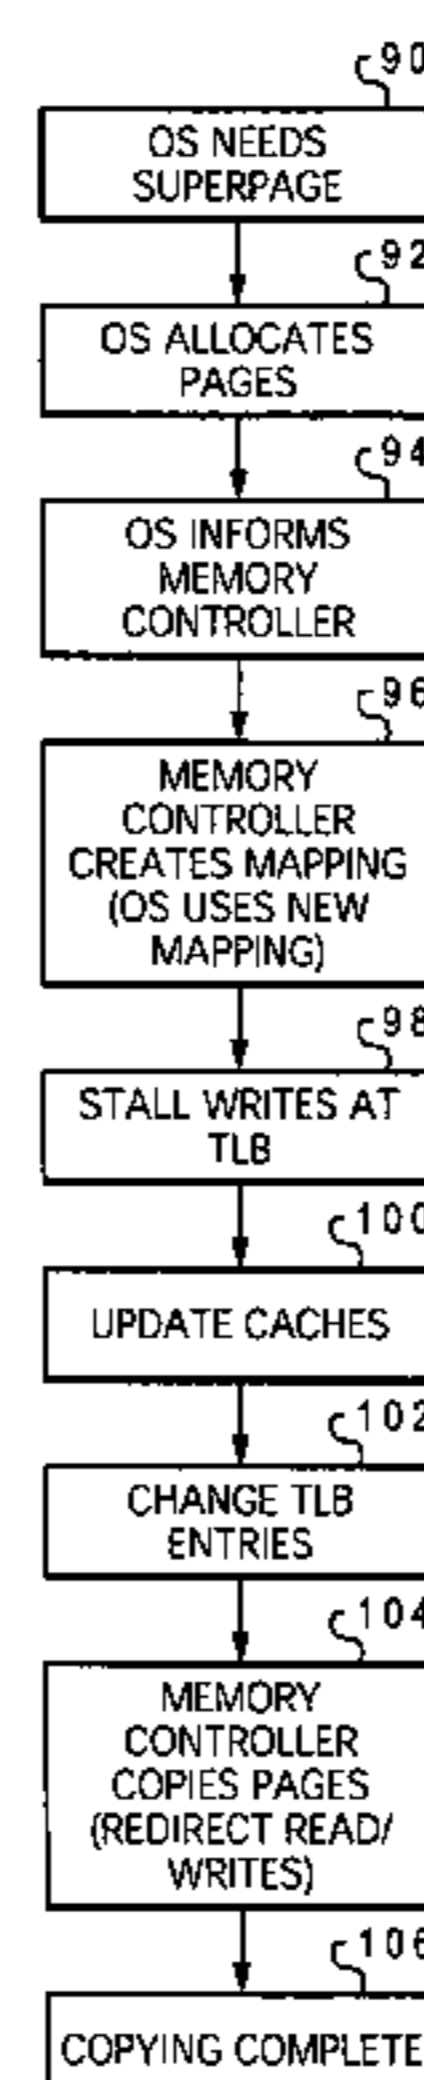 90
OS NEEDS
SUPERPAGE
92
OS ALLOCATES
PAGES
94
OS INFORMS
MEMORY
CONTROLLER
96
MEMORY
CONTROLLER
CREATES MAPPING
(OS USES NEW
MAPPING)
98
STALL WRITES AT
TLB
100
UPDATE CACHES
102
CHANGE TLB
ENTRIES
104
MEMORY
CONTROLLER
COPIES PAGES
(REDIRECT READ/
WRITES)
106
COPYING COMPLETE